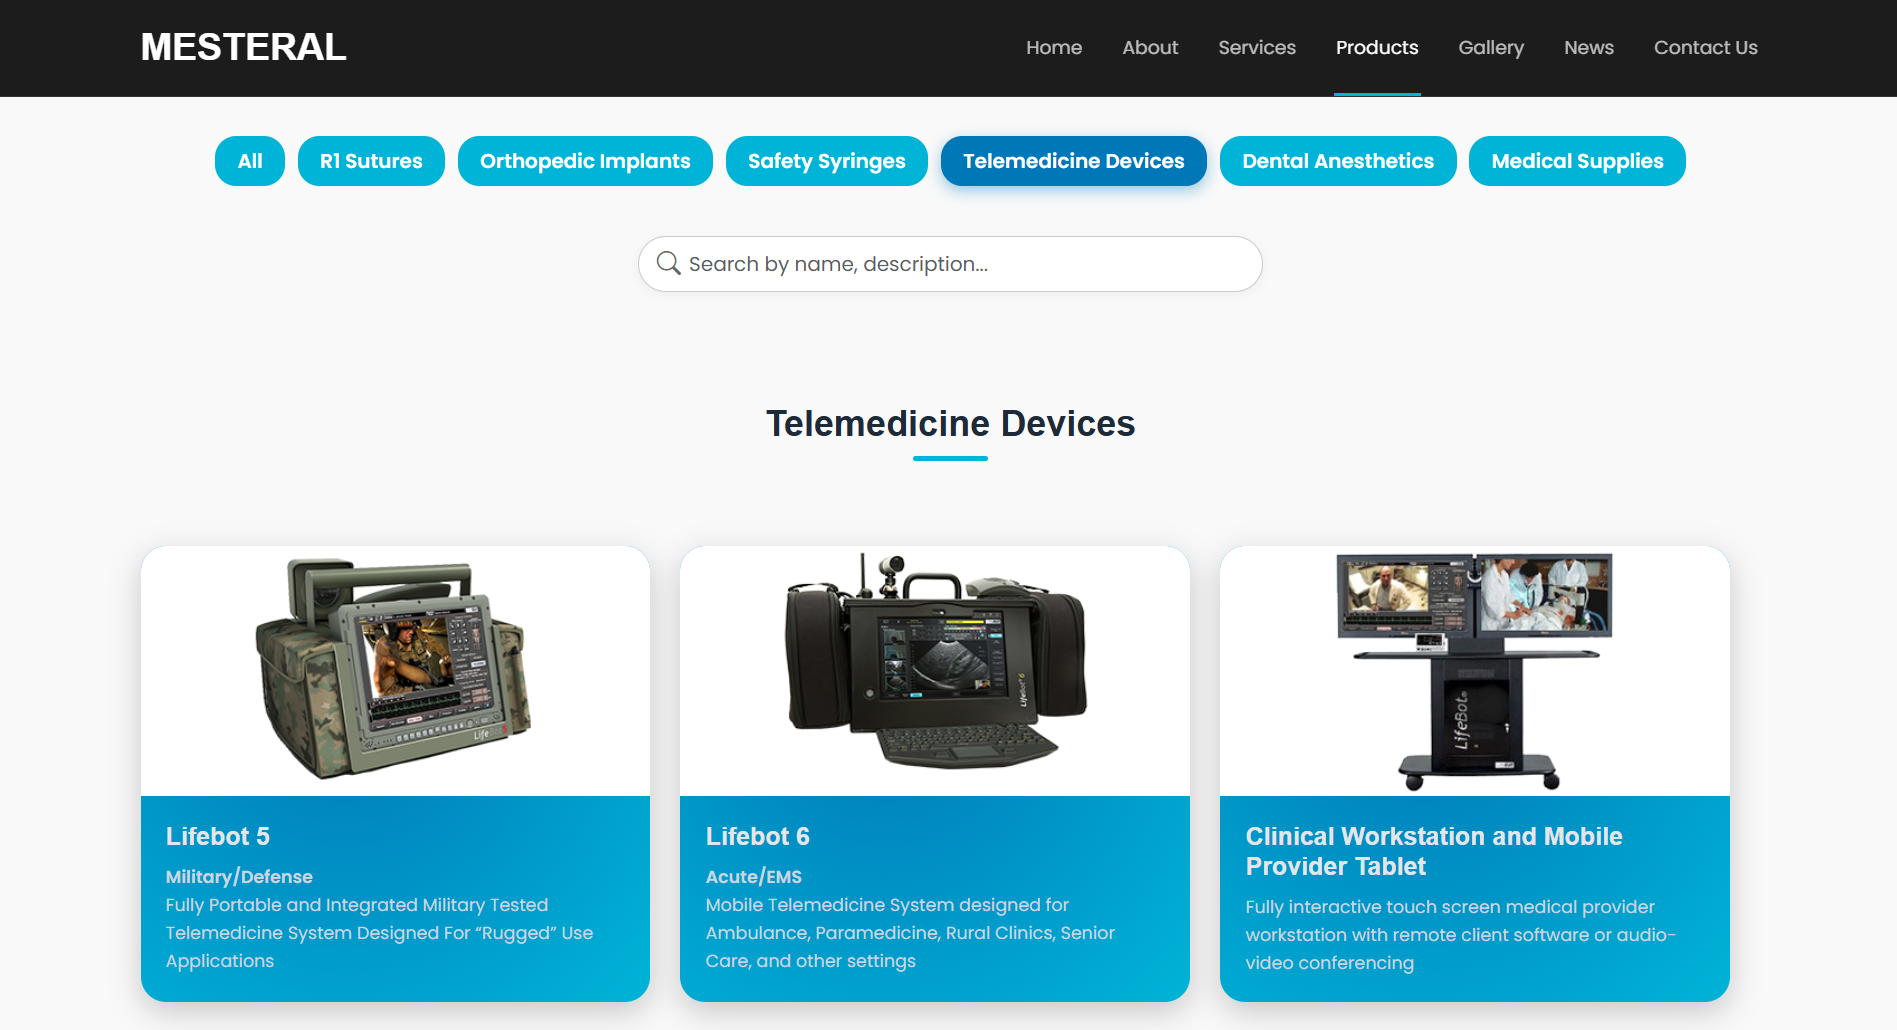 MESTERAL
Home About Services Products Gallery News Contact Us
All R1 Sutures Orthopedic Implants Safety Syringes Telemedicine Devices Dental Anesthetics Medical Supplies
Search by name, description...
Telemedicine Devices
LifeBot
LifeBot® 6
LifeBot®
Lifebot 5
Military/Defense
Fully Portable and Integrated Military Tested
Telemedicine System Designed For “Rugged” Use
Applications
Lifebot 6
Acute/EMS
Mobile Telemedicine System designed for
Ambulance, Paramedicine, Rural Clinics, Senior
Care, and other settings
Clinical Workstation and Mobile
Provider Tablet
Fully interactive touch screen medical provider
workstation with remote client software or audio-
video conferencing